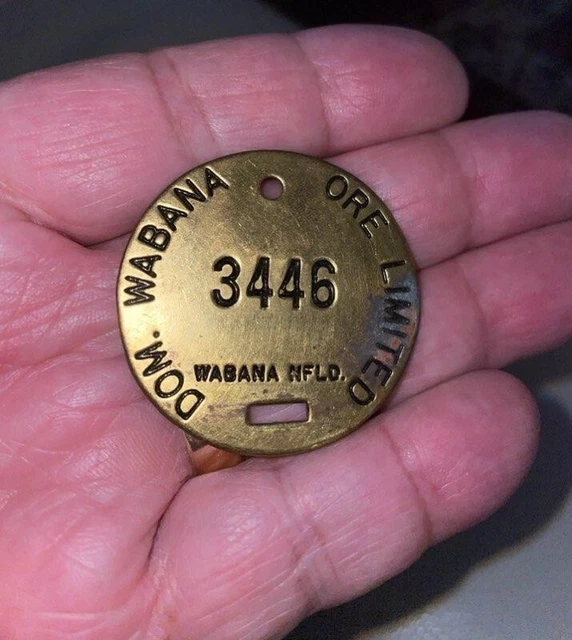 DOM. WABANA ORE LIMITED
3446
WABANA NFLD.